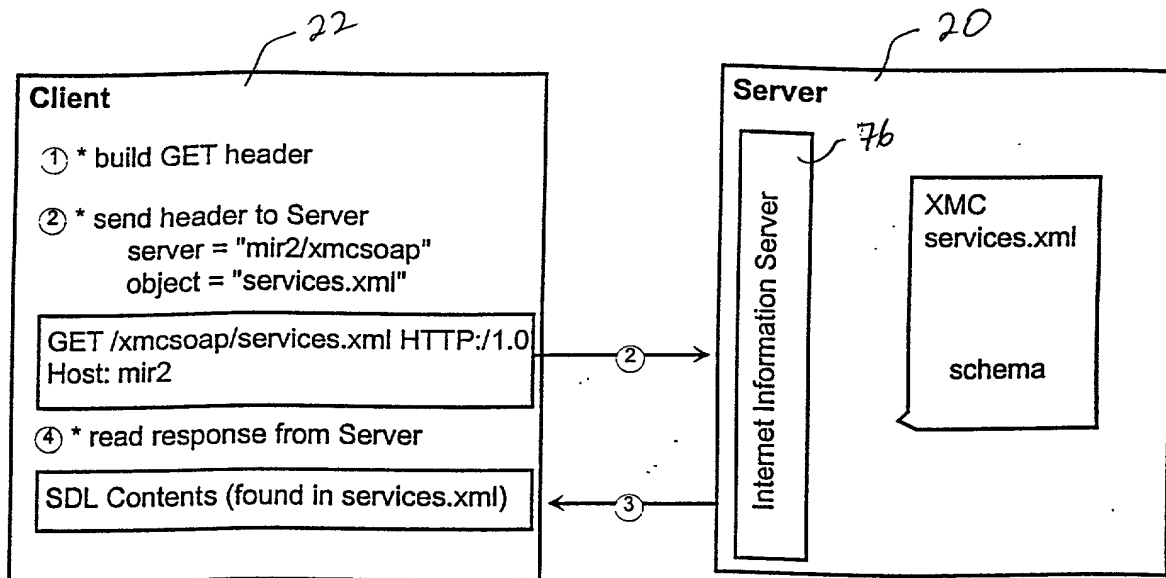 22
Client
① * build GET header
② * send header to Server
server = "mir2/xmcsoap"
object = "services.xml"
GET /xmcsoap/services.xml HTTP:/1.0
Host: mir2
④ * read response from Server
SDL Contents (found in services.xml)
②
③
20
Server
76
Internet Information Server
XMC
services.xml
schema